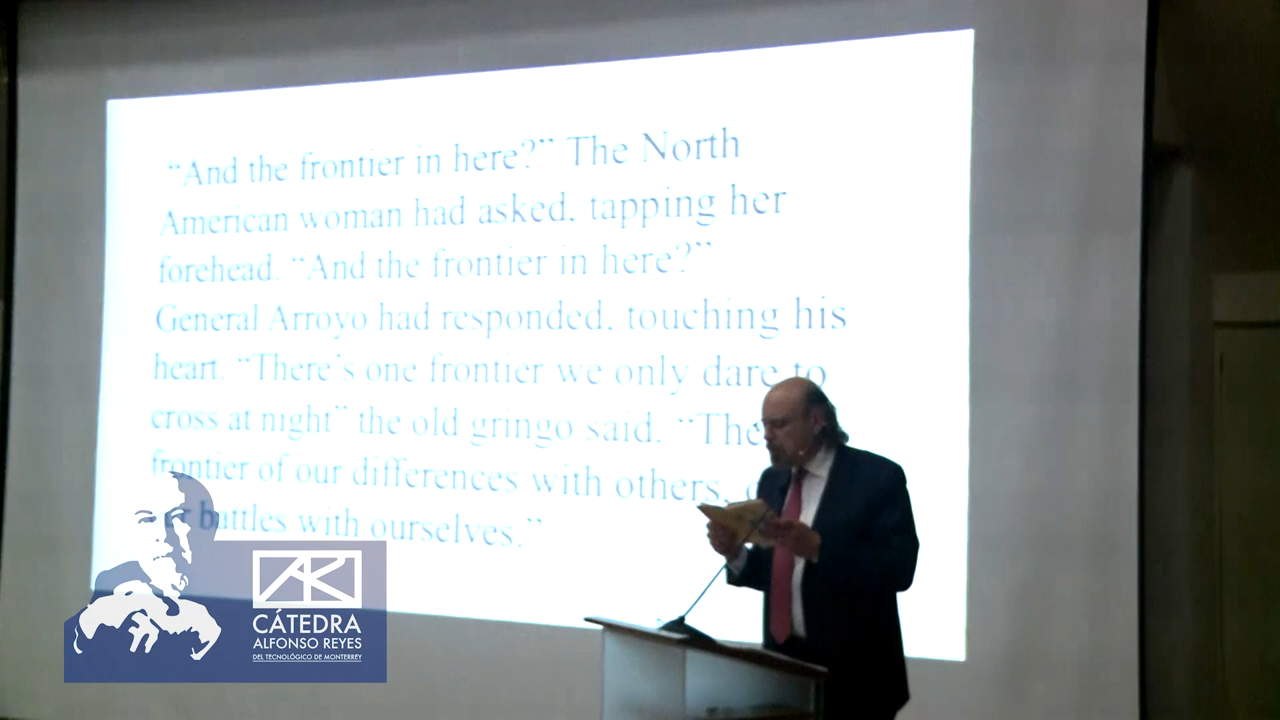 “And the frontier in here?” The North
American woman had asked, tapping her
forehead. “And the frontier in here?”
General Arroyo had responded, touching his
heart. “There’s one frontier we only dare to
cross at night” the old gringo said. “The
frontier of our differences with others,
battles with ourselves.”
AR
CÁTEDRA
ALFONSO REYES
DEL TECNOLÓGICO DE MONTERREY